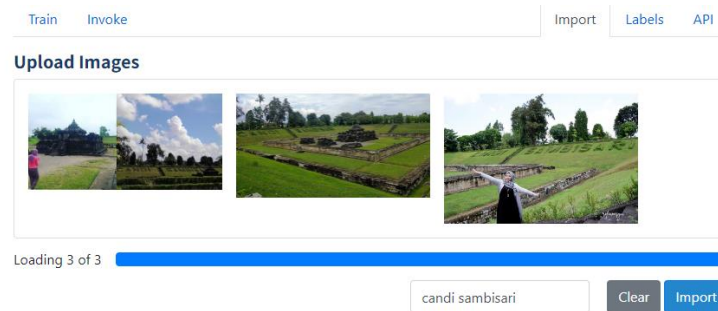 Train Invoke Import Labels API
Upload Images
Loading 3 of 3
candi sambisari Clear Import